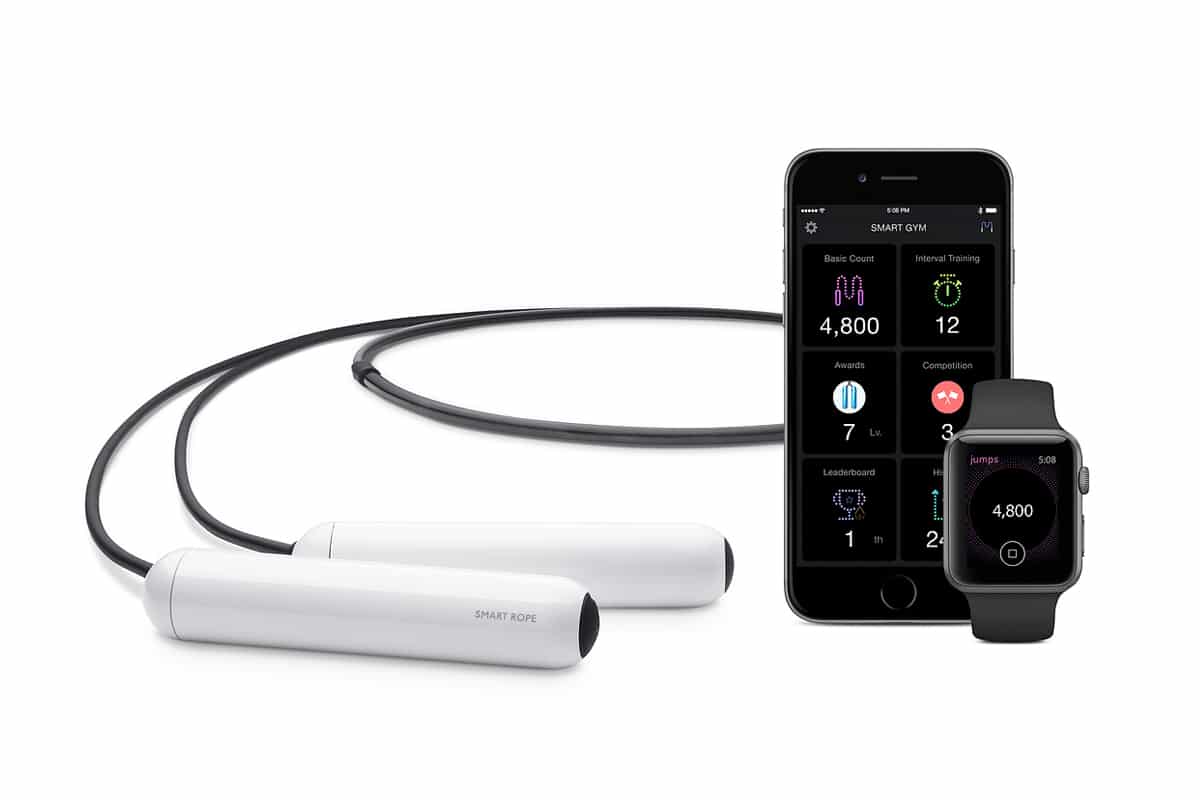 SMART ROPE
5:05 PM
SMART GYM
Basic Count
4,800
Interval Training
12
Awards
7 Lv.
Competition
3
Leaderboard
1 th
jumps 5:08
4,800